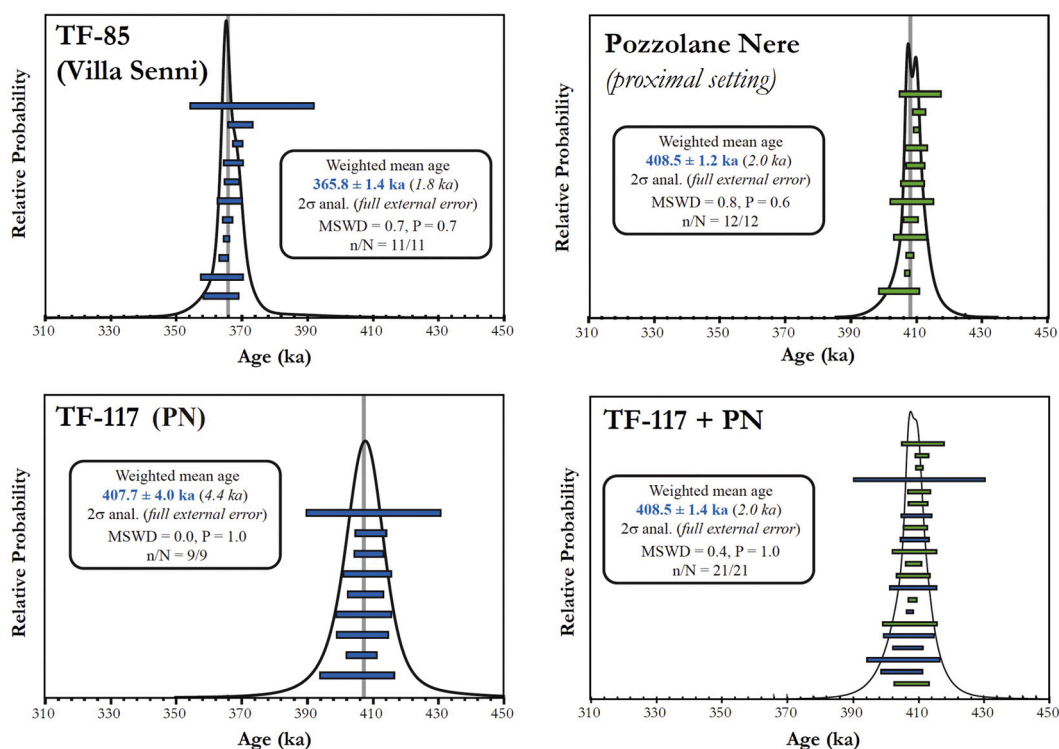 TF-85
(Villa Senni)
Relative Probability
Weighted mean age
365.8 ± 1.4 ka (1.8 ka)
2σ anal. (full external error)
MSWD = 0.7, P = 0.7
n/N = 11/11
310 330 350 370 390 410 430 450
Age (ka)
Pozzolane Nere
(proximal setting)
Relative Probability
Weighted mean age
408.5 ± 1.2 ka (2.0 ka)
2σ anal. (full external error)
MSWD = 0.8, P = 0.6
n/N = 12/12
310 330 350 370 390 410 430 450
Age (ka)
TF-117 (PN)
Relative Probability
Weighted mean age
407.7 ± 4.0 ka (4.4 ka)
2σ anal. (full external error)
MSWD = 0.0, P = 1.0
n/N = 9/9
310 330 350 370 390 410 430 450
Age (ka)
TF-117 + PN
Relative Probability
Weighted mean age
408.5 ± 1.4 ka (2.0 ka)
2σ anal. (full external error)
MSWD = 0.4, P = 1.0
n/N = 21/21
310 330 350 370 390 410 430 450
Age (ka)